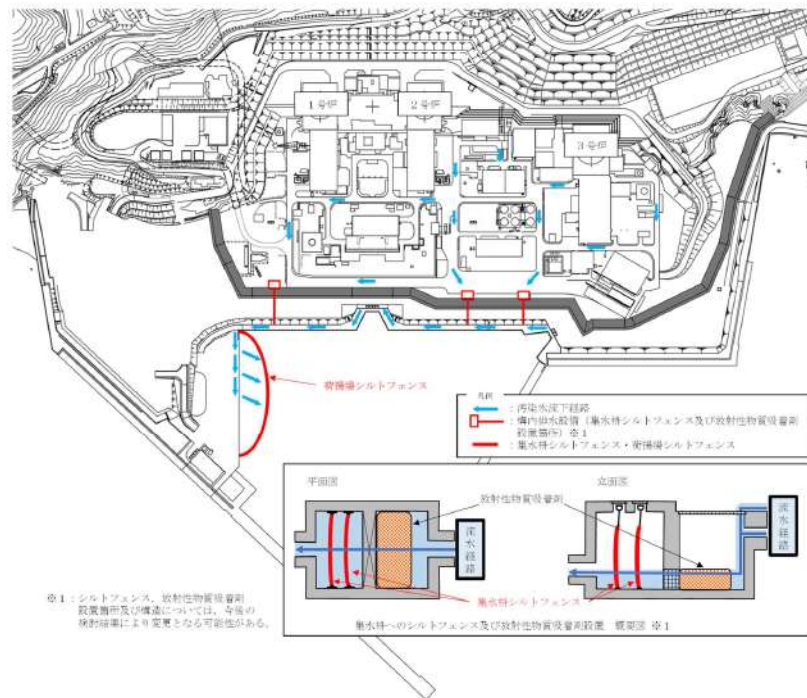 1号炉
2号炉
3号炉
荷揚場シルトフェンス
凡例
：汚染水流下経路
：構内排水設備（集水枡シルトフェンス及び放射性物質吸着剤
設置箇所）※１
：集水枡シルトフェンス・荷揚場シルトフェンス
平面図
立面図
放射性物質吸着剤
流水経路
流水経路
集水枡シルトフェンス
集水枡へのシルトフェンス及び放射性物質吸着剤設置　概要図 ※１
※１：シルトフェンス、放射性物質吸着剤
設置箇所及び構造については、今後の
検討結果により変更となる可能性がある。